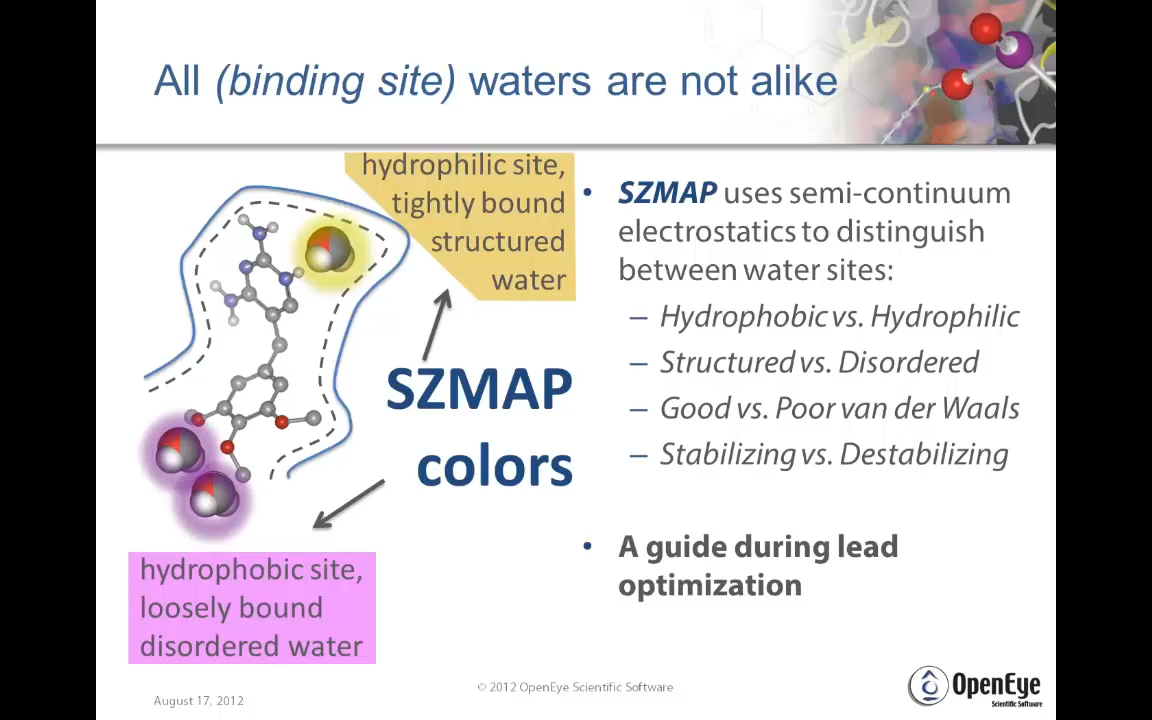 All (binding site) waters are not alike
hydrophilic site,
tightly bound
structured
water
SZMAP
colors
hydrophobic site,
loosely bound
disordered water
• SZMAP uses semi-continuum
electrostatics to distinguish
between water sites:
– Hydrophobic vs. Hydrophilic
– Structured vs. Disordered
– Good vs. Poor van der Waals
– Stabilizing vs. Destabilizing
• A guide during lead
optimization
August 17, 2012
© 2012 OpenEye Scientific Software
OpenEye
Scientific Software